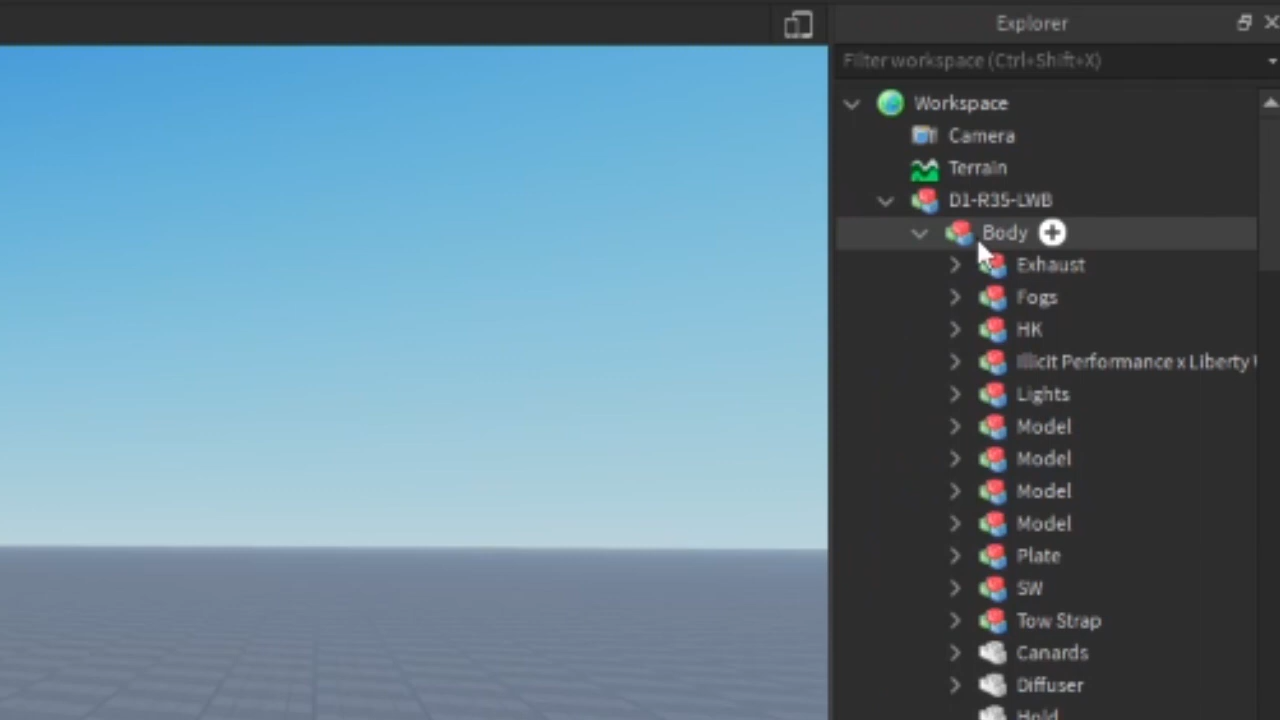 Explorer
Filter workspace (Ctrl+Shift+X)
Workspace
Camera
Terrain
D1-R35-LWB
Body
Exhaust
Fogs
HK
Illicit Performance x Liberty
Lights
Model
Model
Model
Model
Plate
SW
Tow Strap
Canards
Diffuser
Hold